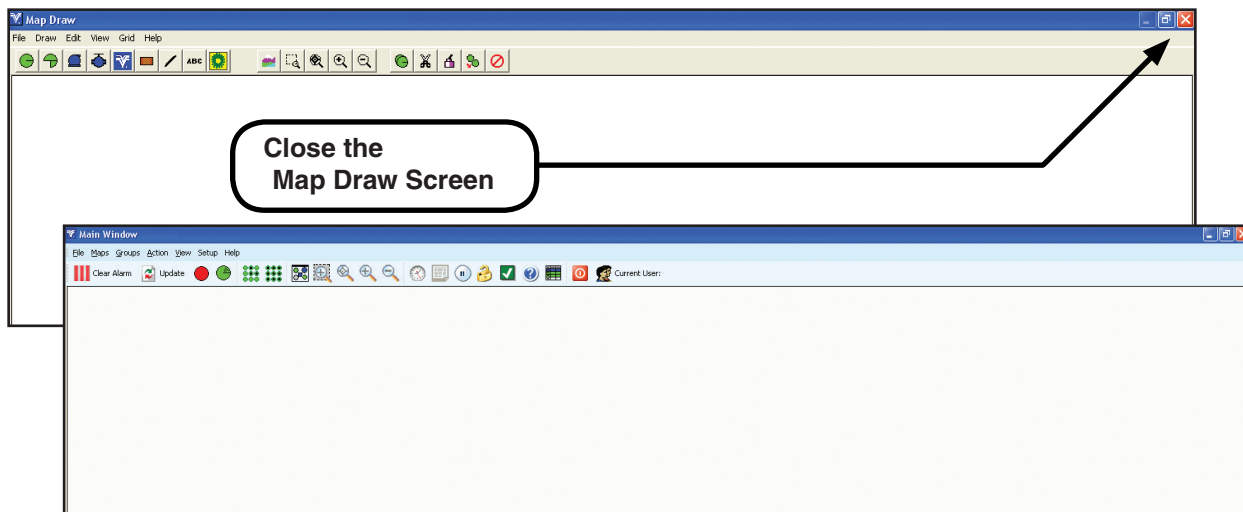 Map Draw
File Draw Edit View Grid Help
ABC
Close the
Map Draw Screen
Main Window
File Maps Groups Action View Setup Help
Clear Alarm Update Current User: